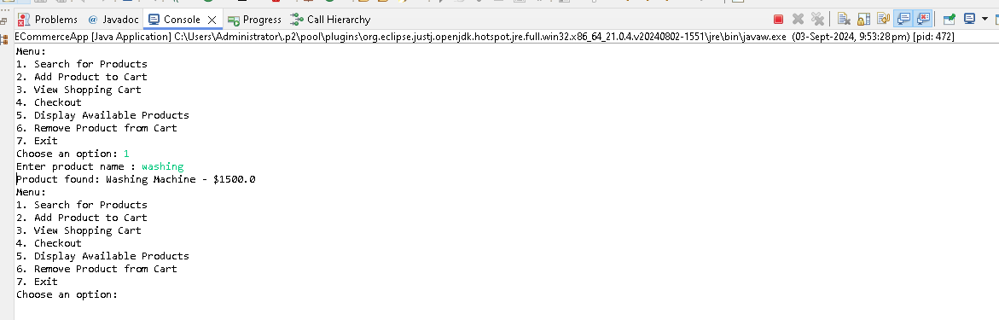 Problems @ Javadoc Console Progress Call Hierarchy
ECommerceApp [Java Application] C:\Users\Administrator\.p2\pool\plugins\org.eclipse.justj.openjdk.hotspot.jre.full.win32.x86_64_21.0.4.v20240802-1551\jre\bin\javaw.exe (03-Sept-2024, 9:53:28 pm) [pid: 472]
Menu:
1. Search for Products
2. Add Product to Cart
3. View Shopping Cart
4. Checkout
5. Display Available Products
6. Remove Product from Cart
7. Exit
Choose an option: 1
Enter product name : washing
Product found: Washing Machine - $1500.0
Menu:
1. Search for Products
2. Add Product to Cart
3. View Shopping Cart
4. Checkout
5. Display Available Products
6. Remove Product from Cart
7. Exit
Choose an option: